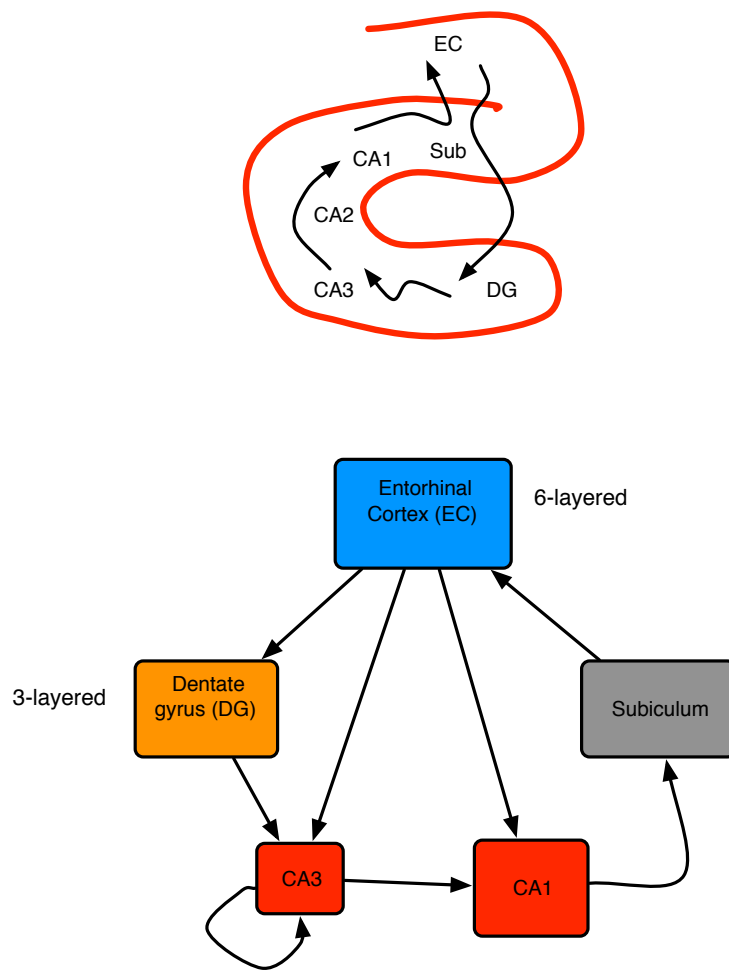 EC
CA1
Sub
CA2
CA3
DG
Entorhinal
Cortex (EC)
6-layered
3-layered
Dentate
gyrus (DG)
Subiculum
CA3
CA1